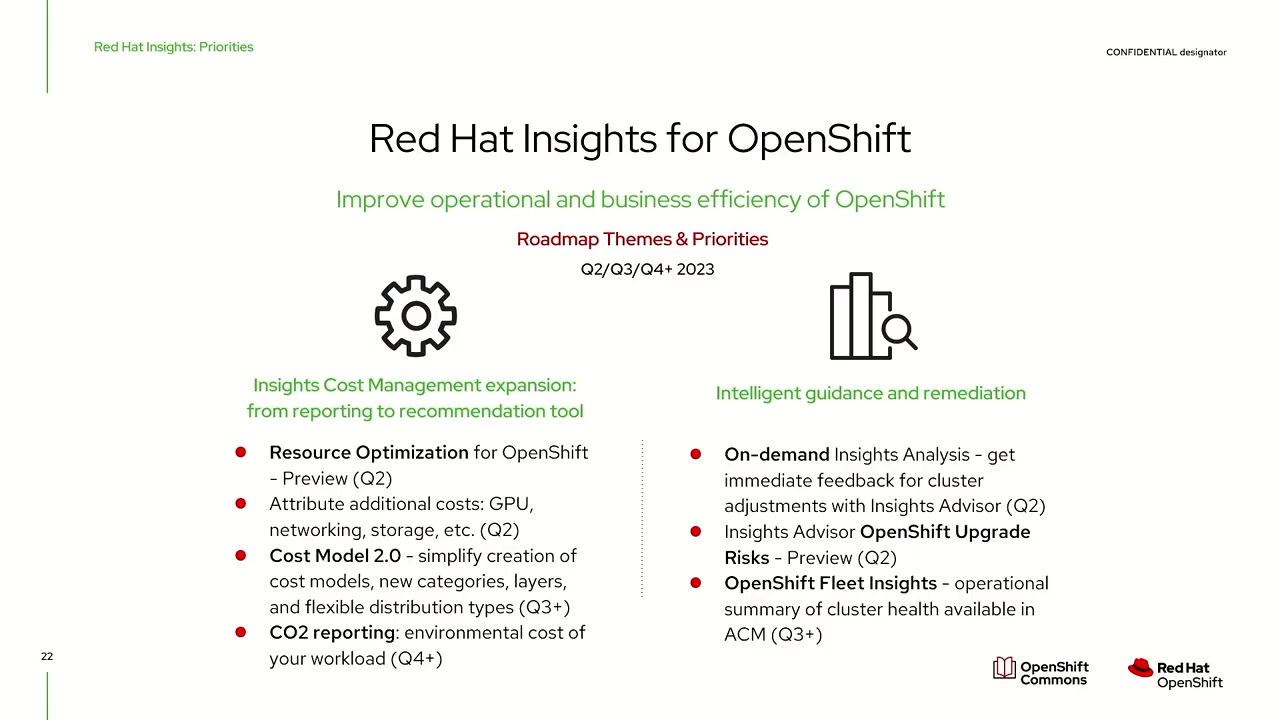 Red Hat Insights: Priorities
CONFIDENTIAL designator
Red Hat Insights for OpenShift
Improve operational and business efficiency of OpenShift
Roadmap Themes & Priorities
Q2/Q3/Q4+ 2023
Insights Cost Management expansion:
from reporting to recommendation tool
Resource Optimization for OpenShift
- Preview (Q2)
Attribute additional costs: GPU,
networking, storage, etc. (Q2)
Cost Model 2.0 - simplify creation of
cost models, new categories, layers,
and flexible distribution types (Q3+)
CO2 reporting: environmental cost of
your workload (Q4+)
Intelligent guidance and remediation
On-demand Insights Analysis - get
immediate feedback for cluster
adjustments with Insights Advisor (Q2)
Insights Advisor OpenShift Upgrade
Risks - Preview (Q2)
OpenShift Fleet Insights - operational
summary of cluster health available in
ACM (Q3+)
22
OpenShift
Commons
Red Hat
OpenShift